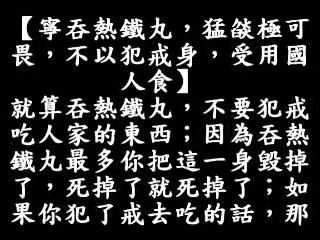 【寧吞熱鐵丸，猛燄極可
畏，不以犯戒身，受用國
人食】
就算吞熱鐵丸，不要犯戒
吃人家的東西；因為吞熱
鐵丸最多你把這一身毀掉
了，死掉了就死掉了；如
果你犯了戒去吃的話，那